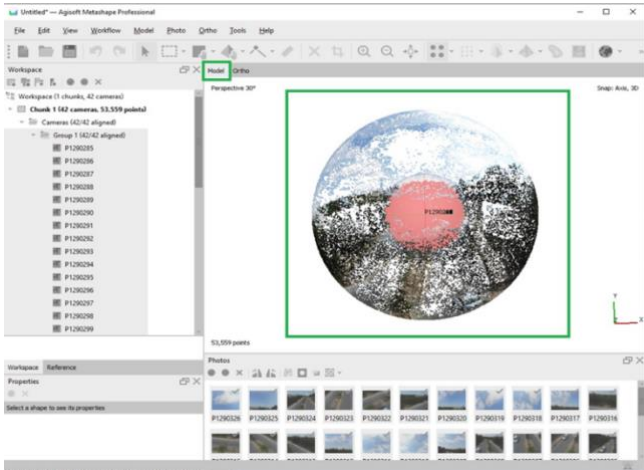 Untitled* — Agisoft Metashape Professional
File Edit View Workflow Model Photo Ortho Tools Help
Workspace
Workspace (1 chunks, 42 cameras)
Chunk 1 (42 cameras, 53,559 points)
Cameras (42/42 aligned)
Group 1 (42/42 aligned)
P1290285
P1290286
P1290287
P1290288
P1290289
P1290290
P1290291
P1290292
P1290293
P1290294
P1290295
P1290296
P1290297
P1290298
P1290299
Workspace Reference
Properties
Select a shape to see its properties
Model Ortho
Perspective 30°
Snap: Axis, 3D
Y
X
53,559 points
Photos
P1290326 P1290325 P1290324 P1290323 P1290322 P1290321 P1290320 P1290319 P1290318 P1290317 P1290316